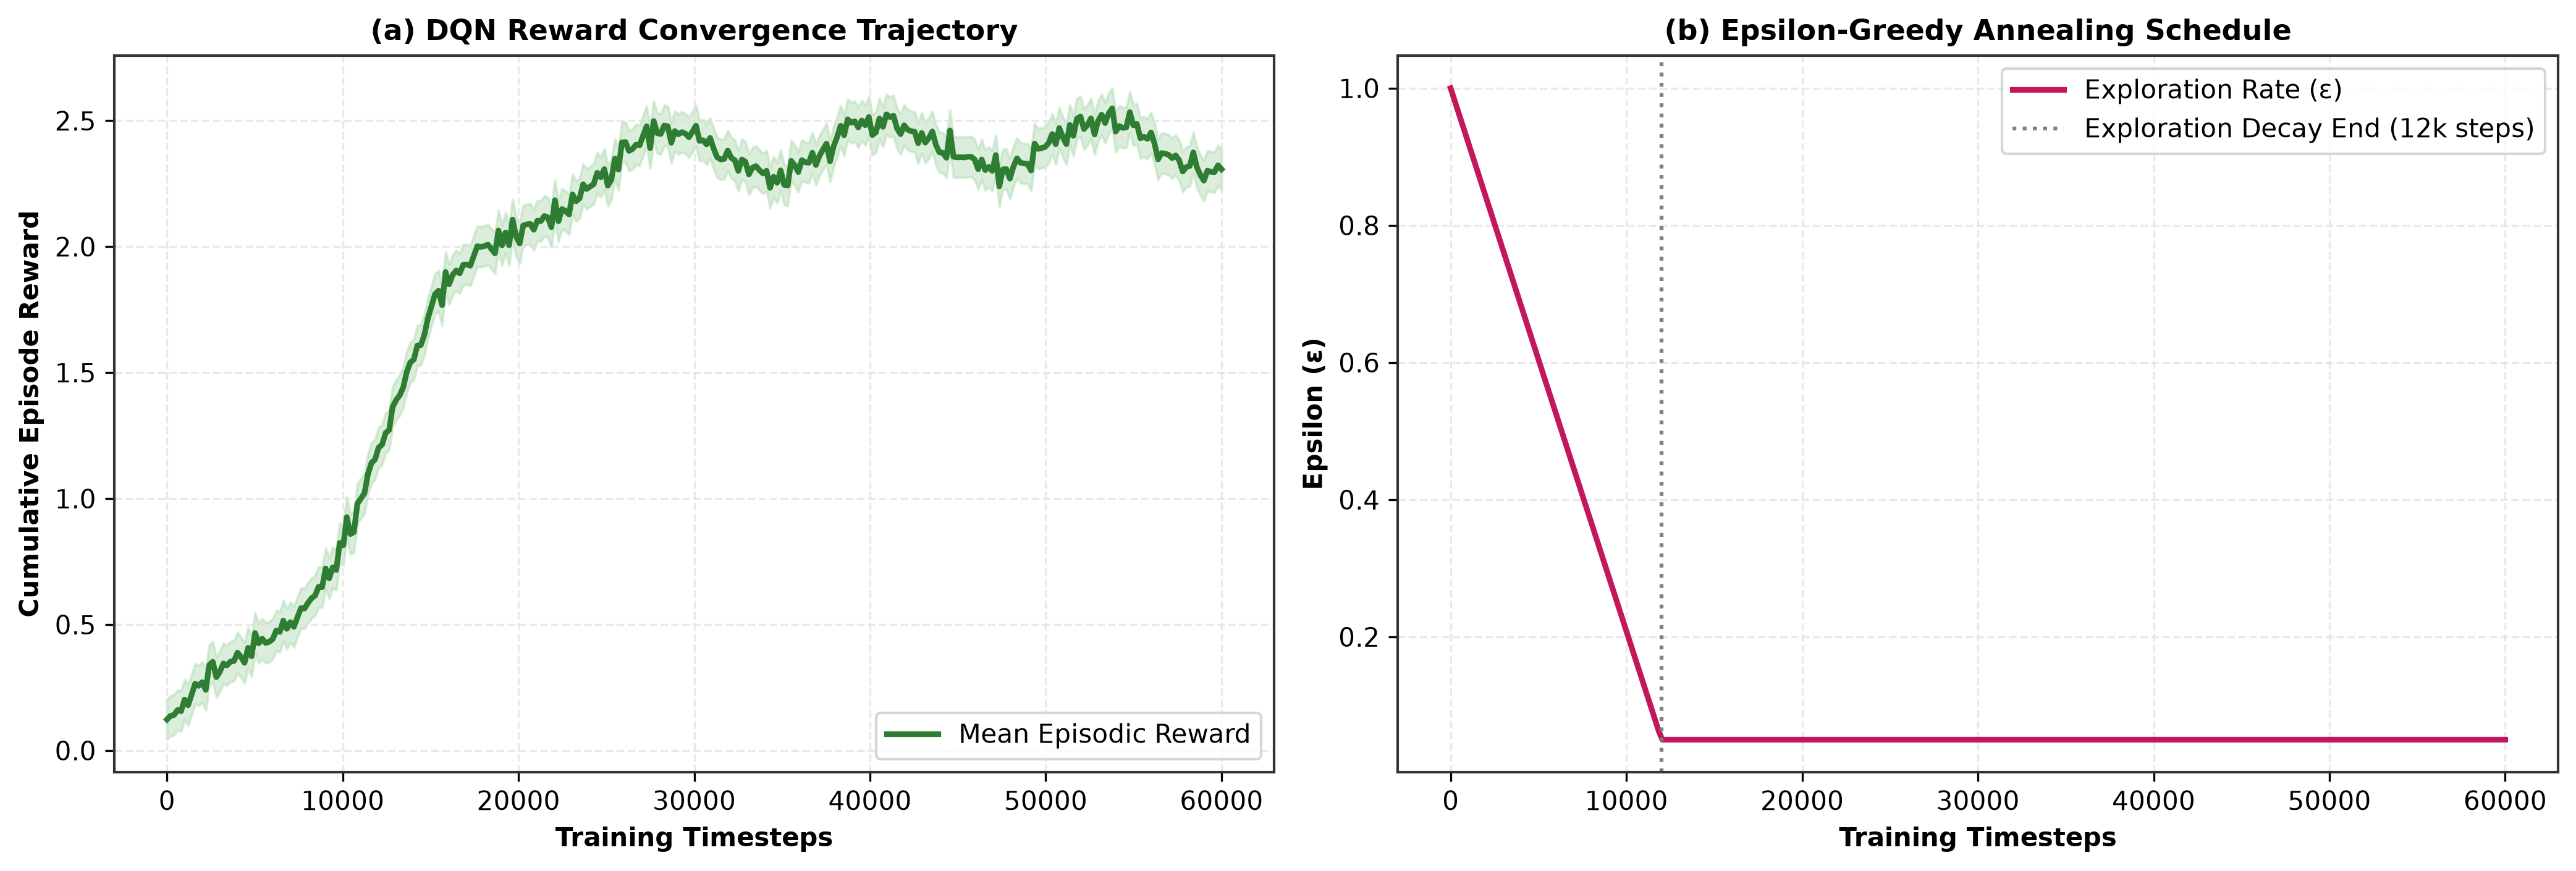 (a) DQN Reward Convergence Trajectory
Cumulative Episode Reward
2.5
2.0
1.5
1.0
0.5
0.0
Mean Episodic Reward
0 10000 20000 30000 40000 50000 60000
Training Timesteps
(b) Epsilon-Greedy Annealing Schedule
Epsilon (ε)
1.0
0.8
0.6
0.4
0.2
Exploration Rate (ε)
Exploration Decay End (12k steps)
0 10000 20000 30000 40000 50000 60000
Training Timesteps